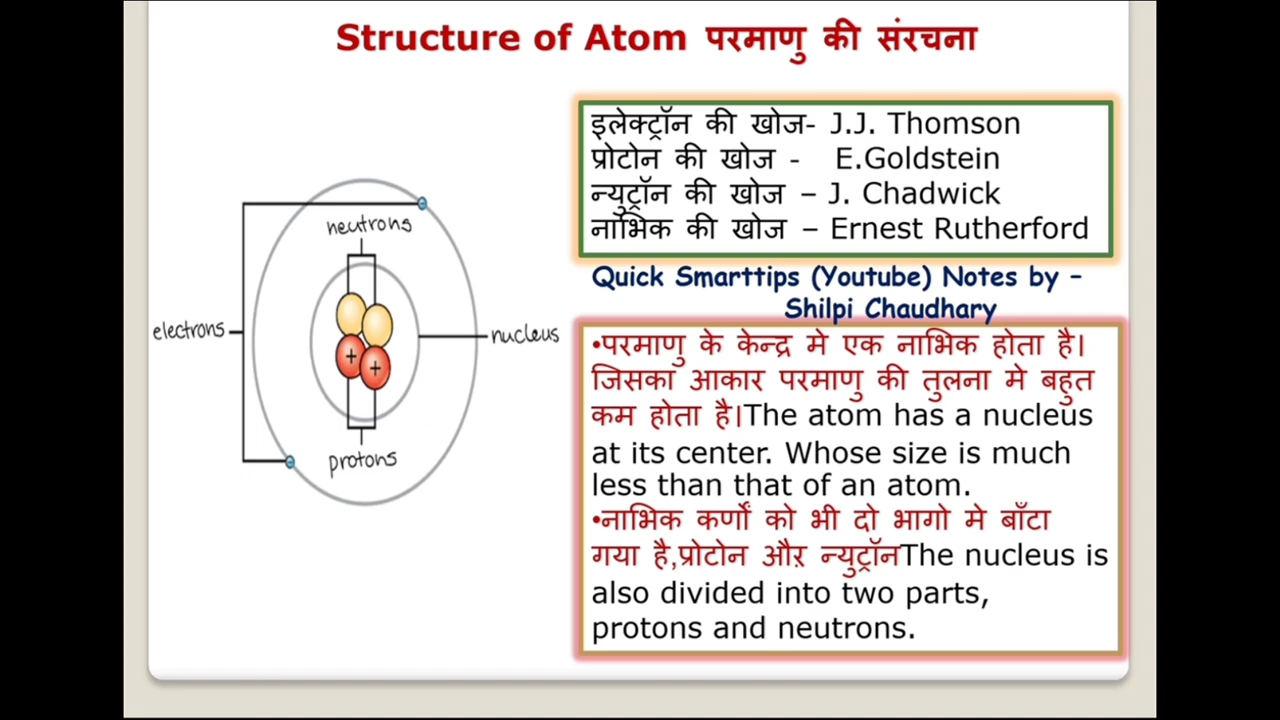 Structure of Atom परमाणु की संरचना
इलेक्ट्रॉन की खोज- J.J. Thomson
प्रोटोन की खोज - E.Goldstein
न्युट्रॉन की खोज – J. Chadwick
नाभिक की खोज – Ernest Rutherford
Quick Smarttips (Youtube) Notes by –
Shilpi Chaudhary
neutrons
electrons
nucleus
protons
•परमाणु के केन्द्र मे एक नाभिक होता है।
जिसका आकार परमाणु की तुलना मे बहुत
कम होता है।The atom has a nucleus
at its center. Whose size is much
less than that of an atom.
•नाभिक कर्णों को भी दो भागो मे बाँटा
गया है,प्रोटोन औऱ न्युट्रॉनThe nucleus is
also divided into two parts,
protons and neutrons.